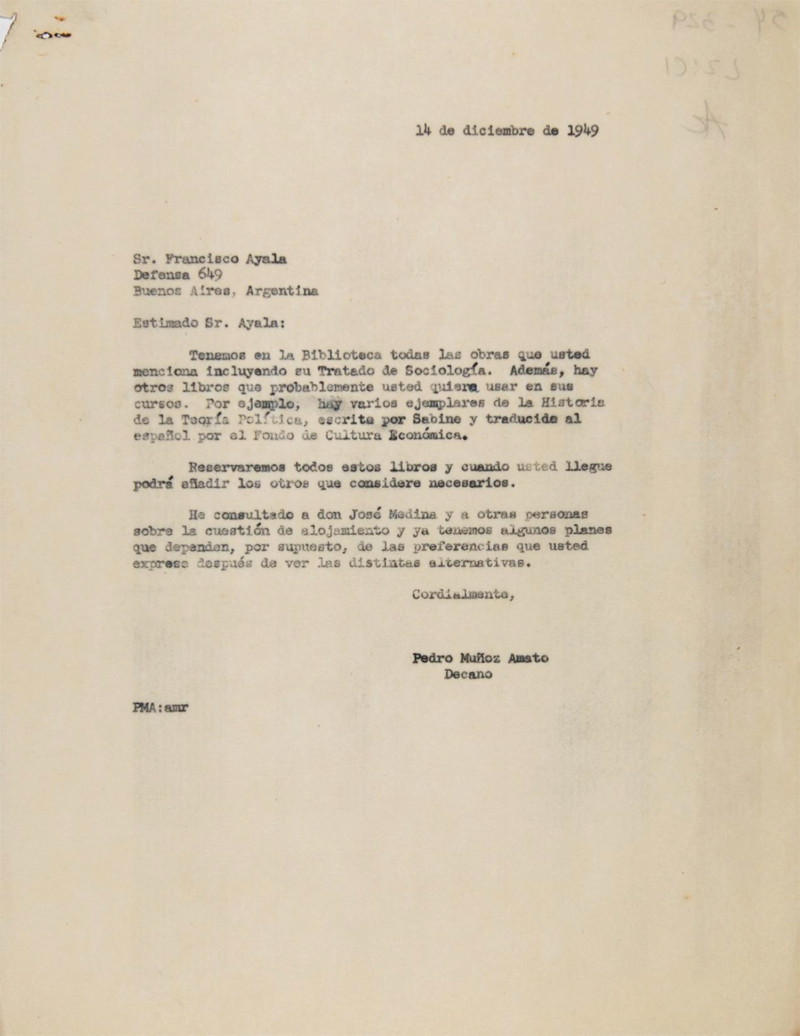 14 de diciembre de 1949
Sr. Francisco Ayala
Defensa 649
Buenos Aires, Argentina
Estimado Sr. Ayala:
Tenemos en la Biblioteca todas las obras que usted
menciona incluyendo su Tratado de Sociología. Además, hay
otros libros que probablemente usted quiera usar en sus
cursos. Por ejemplo, hay varios ejemplares de la Historia
de la Teoría Política, escrita por Sabine y traducida al
español por el Fondo de Cultura Económica.
Reservaremos todos estos libros y cuando usted llegue
podrá añadir los otros que considere necesarios.
He consultado a don José Medina y a otras personas
sobre la cuestión de alojamiento y ya tenemos algunos planes
que dependen, por supuesto, de las preferencias que usted
exprese después de ver las distintas alternativas.
Cordialmente,
Pedro Muñoz Amato
Decano
PMA:amr